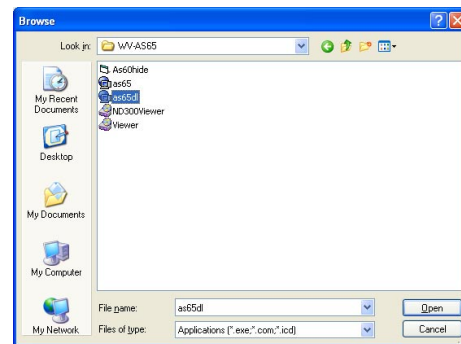 Browse
Look in: WV-AS65
As60hide
as65
as65dl
ND300Viewer
Viewer
My Recent
Documents
Desktop
My Documents
My Computer
My Network
File name: as65dl Open
Files of type: Applications (*.exe;*.com;*.icd) Cancel